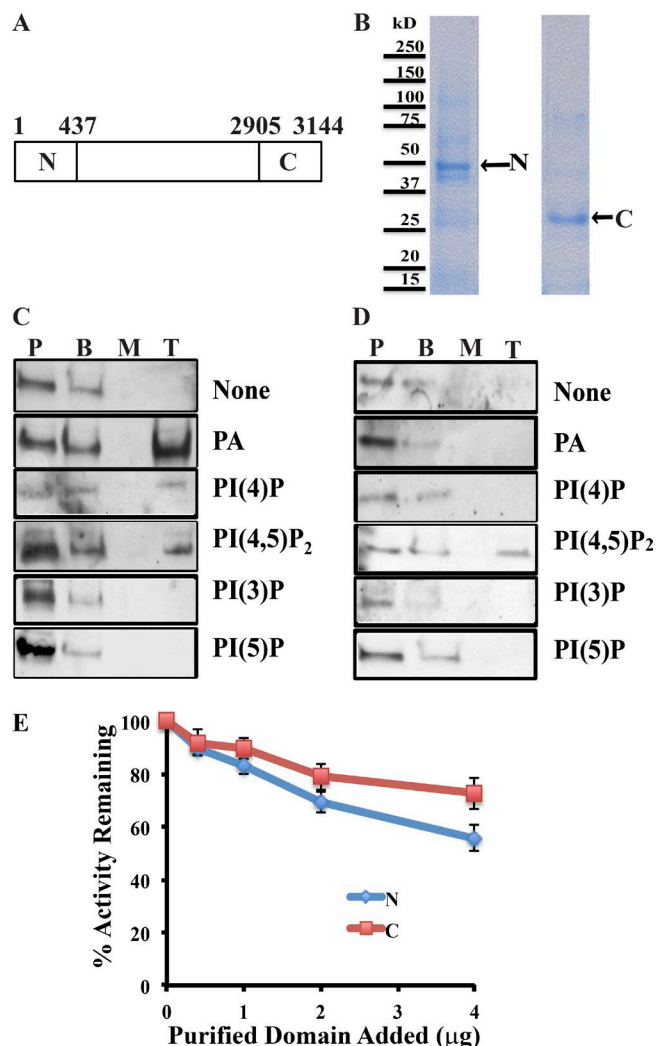 A
1 437 2905 3144
N C
B
kD
250
150
100
75
50
37
25
20
15
N
C
C
P B M T
None
PA
PI(4)P
PI(4,5)P2
PI(3)P
PI(5)P
D
P B M T
None
PA
PI(4)P
PI(4,5)P2
PI(3)P
PI(5)P
E
% Activity Remaining
100
80
60
40
20
0
N
C
0 1 2 3 4
Purified Domain Added (μg)